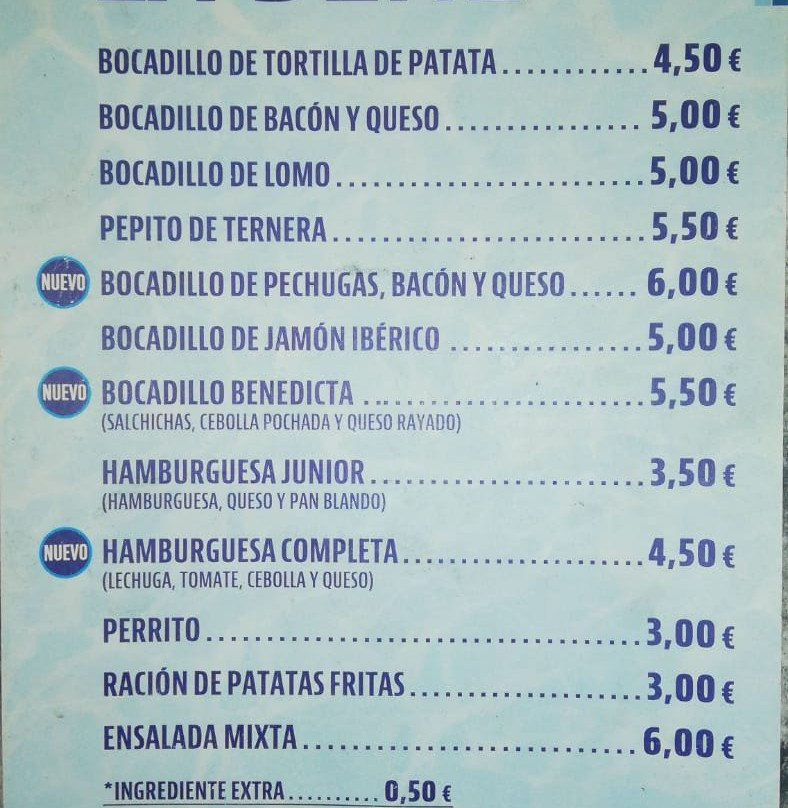 BOCADILLO DE TORTILLA DE PATATA............4,50 €
BOCADILLO DE BACÓN Y QUESO.................5,00 €
BOCADILLO DE LOMO..........................5,00 €
PEPITO DE TERNERA..........................5,50 €
NUEVO BOCADILLO DE PECHUGAS, BACÓN Y QUESO......6,00 €
BOCADILLO DE JAMÓN IBÉRICO.................5,00 €
NUEVO BOCADILLO BENEDICTA........................5,50 €
(SALCHICHAS, CEBOLLA POCHADA Y QUESO RAYADO)
HAMBURGUESA JUNIOR.......................3,50 €
(HAMBURGUESA, QUESO Y PAN BLANDO)
NUEVO HAMBURGUESA COMPLETA.....................4,50 €
(LECHUGA, TOMATE, CEBOLLA Y QUESO)
PERRITO.....................................3,00 €
RACIÓN DE PATATAS FRITAS....................3,00 €
ENSALADA MIXTA.............................6,00 €
*INGREDIENTE EXTRA..........0,50 €